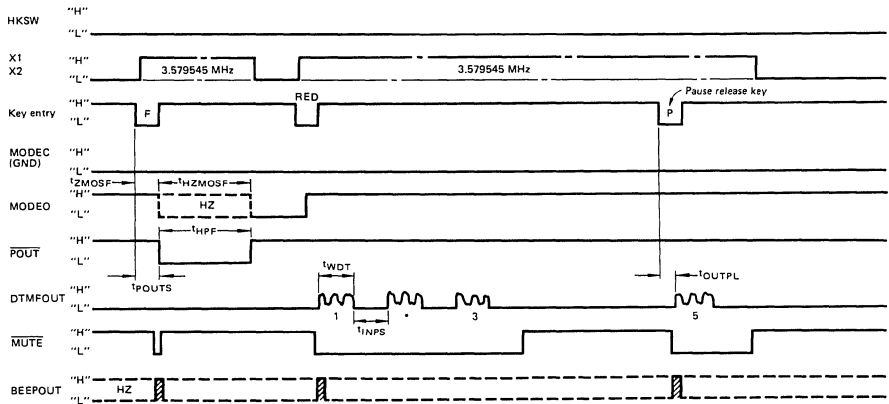 HKSW "H"
"L"
X1 "H"
X2 "L" 3.579545 MHz 3.579545 MHz
RED Pause release key
Key entry "H"
"L" F P
MODEC "H"
(GND)
"L"
tZMOSF tHZMOSF
MODEO "H"
"L" HZ
tHPF
POUT "H"
"L"
tPOUTS tWDT tOUTPL
DTMFOUT "H"
"L" 1 3 5
tINPS
MUTE "H"
"L"
BEEPOUT "H"
"L" HZ